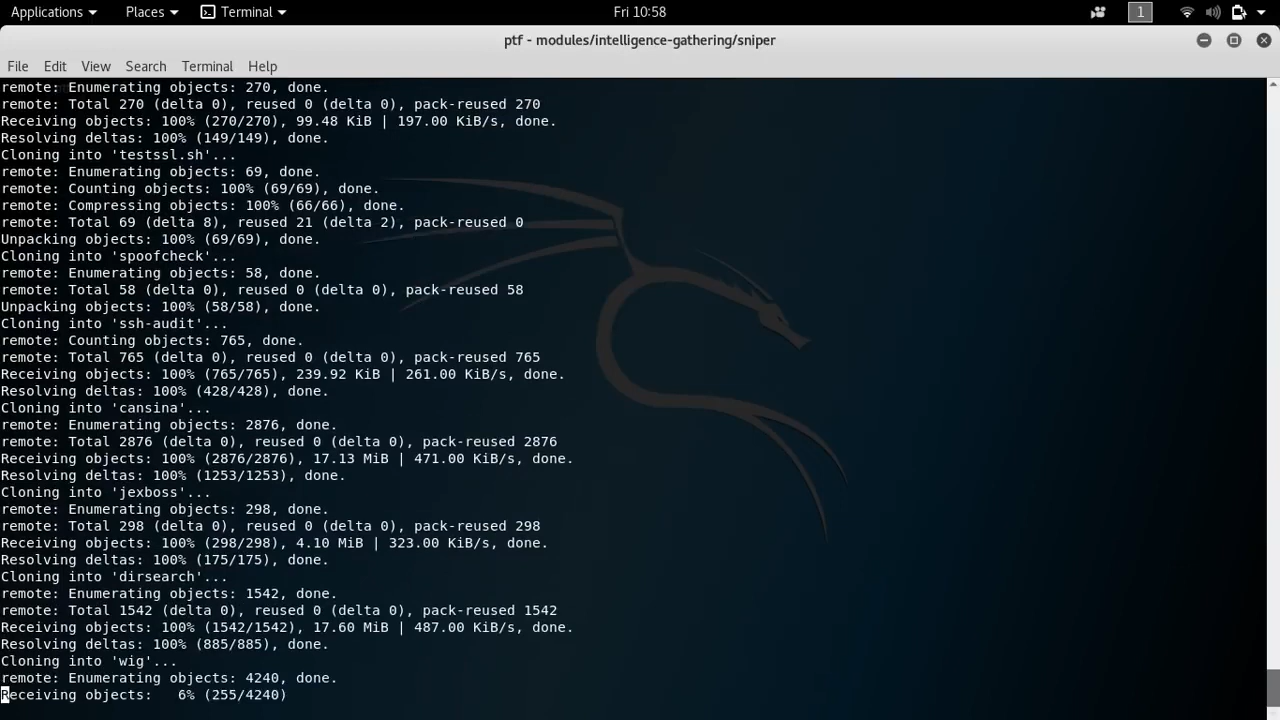 Applications Places Terminal Fri 10:58 1
ptf - modules/intelligence-gathering/sniper
File Edit View Search Terminal Help
remote: Enumerating objects: 270, done.
remote: Total 270 (delta 0), reused 0 (delta 0), pack-reused 270
Receiving objects: 100% (270/270), 99.48 KiB | 197.00 KiB/s, done.
Resolving deltas: 100% (149/149), done.
Cloning into 'testssl.sh'...
remote: Enumerating objects: 69, done.
remote: Counting objects: 100% (69/69), done.
remote: Compressing objects: 100% (66/66), done.
remote: Total 69 (delta 8), reused 21 (delta 2), pack-reused 0
Unpacking objects: 100% (69/69), done.
Cloning into 'spoofcheck'...
remote: Enumerating objects: 58, done.
remote: Total 58 (delta 0), reused 0 (delta 0), pack-reused 58
Unpacking objects: 100% (58/58), done.
Cloning into 'ssh-audit'...
remote: Counting objects: 765, done.
remote: Total 765 (delta 0), reused 0 (delta 0), pack-reused 765
Receiving objects: 100% (765/765), 239.92 KiB | 261.00 KiB/s, done.
Resolving deltas: 100% (428/428), done.
Cloning into 'cansina'...
remote: Enumerating objects: 2876, done.
remote: Total 2876 (delta 0), reused 0 (delta 0), pack-reused 2876
Receiving objects: 100% (2876/2876), 17.13 MiB | 471.00 KiB/s, done.
Resolving deltas: 100% (1253/1253), done.
Cloning into 'jexboss'...
remote: Enumerating objects: 298, done.
remote: Total 298 (delta 0), reused 0 (delta 0), pack-reused 298
Receiving objects: 100% (298/298), 4.10 MiB | 323.00 KiB/s, done.
Resolving deltas: 100% (175/175), done.
Cloning into 'dirsearch'...
remote: Enumerating objects: 1542, done.
remote: Total 1542 (delta 0), reused 0 (delta 0), pack-reused 1542
Receiving objects: 100% (1542/1542), 17.60 MiB | 487.00 KiB/s, done.
Resolving deltas: 100% (885/885), done.
Cloning into 'wig'...
remote: Enumerating objects: 4240, done.
Receiving objects:   6% (255/4240)